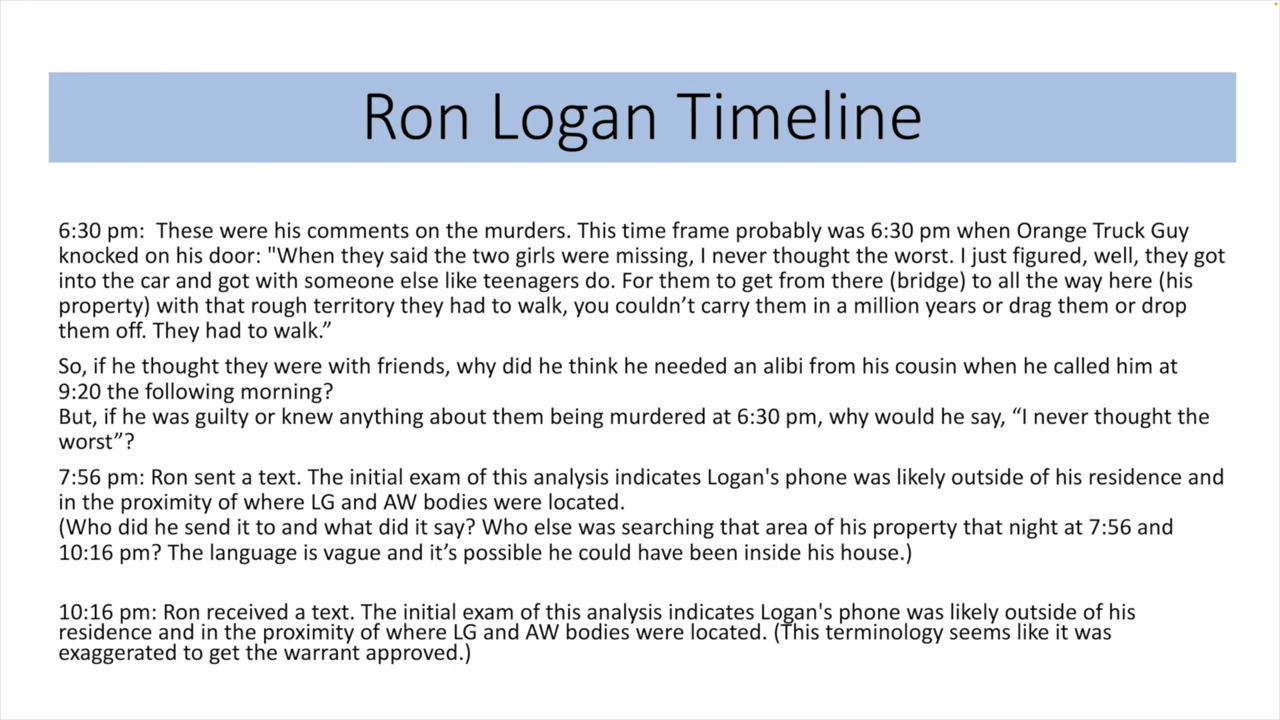 Ron Logan Timeline
6:30 pm:  These were his comments on the murders. This time frame probably was 6:30 pm when Orange Truck Guy
knocked on his door: "When they said the two girls were missing, I never thought the worst. I just figured, well, they got
into the car and got with someone else like teenagers do. For them to get from there (bridge) to all the way here (his
property) with that rough territory they had to walk, you couldn’t carry them in a million years or drag them or drop
them off. They had to walk.”
So, if he thought they were with friends, why did he think he needed an alibi from his cousin when he called him at
9:20 the following morning?
But, if he was guilty or knew anything about them being murdered at 6:30 pm, why would he say, “I never thought the
worst”?
7:56 pm: Ron sent a text. The initial exam of this analysis indicates Logan's phone was likely outside of his residence and
in the proximity of where LG and AW bodies were located.
(Who did he send it to and what did it say? Who else was searching that area of his property that night at 7:56 and
10:16 pm? The language is vague and it’s possible he could have been inside his house.)
10:16 pm: Ron received a text. The initial exam of this analysis indicates Logan's phone was likely outside of his
residence and in the proximity of where LG and AW bodies were located. (This terminology seems like it was
exaggerated to get the warrant approved.)